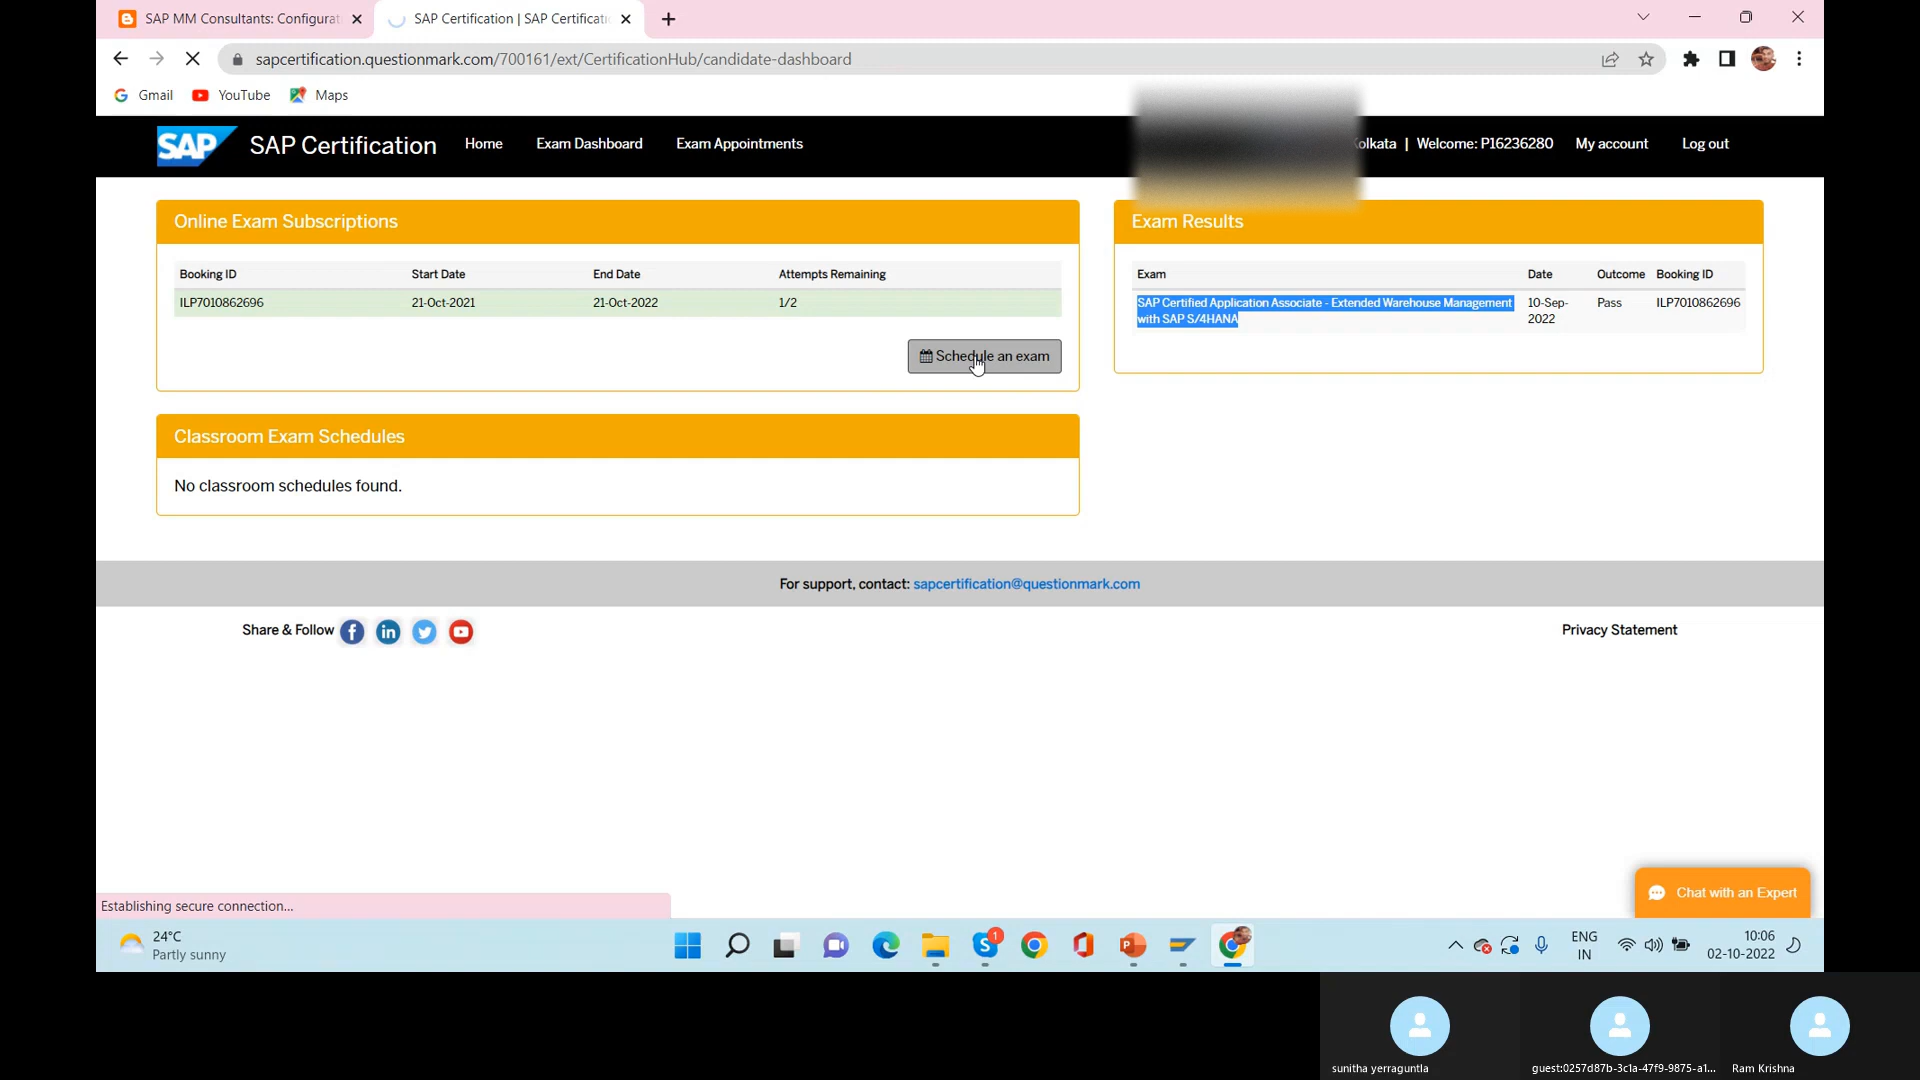 SAP MM Consultants: Configurat
SAP Certification | SAP Certificatio
sapcertification.questionmark.com/700161/ext/CertificationHub/candidate-dashboard
Gmail
YouTube
Maps
SAP
SAP Certification
Home
Exam Dashboard
Exam Appointments
olkata | Welcome: P16236280
My account
Log out
Online Exam Subscriptions
Booking ID Start Date End Date Attempts Remaining
ILP7010862696 21-Oct-2021 21-Oct-2022 1/2
Schedule an exam
Exam Results
Exam Date Outcome Booking ID
SAP Certified Application Associate - Extended Warehouse Management 10-Sep- Pass ILP7010862696
with SAP S/4HANA 2022
Classroom Exam Schedules
No classroom schedules found.
For support, contact: sapcertification@questionmark.com
Share & Follow
Privacy Statement
Chat with an Expert
Establishing secure connection...
24°C
Partly sunny
1
ENG
IN
10:06
02-10-2022
sunitha yerraguntla
guest:0257d87b-3c1a-47f9-9875-a1...
Ram Krishna